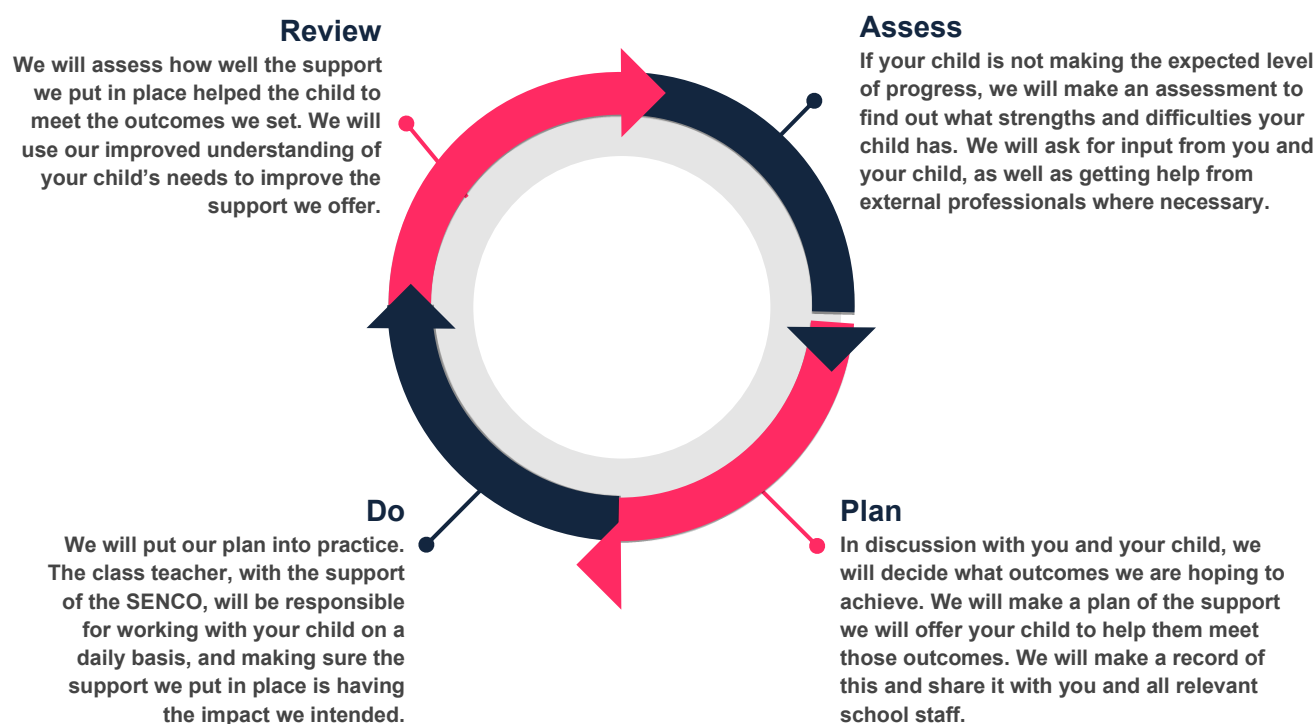 Review
We will assess how well the support
we put in place helped the child to
meet the outcomes we set. We will
use our improved understanding of
your child’s needs to improve the
support we offer.
Assess
If your child is not making the expected level
of progress, we will make an assessment to
find out what strengths and difficulties your
child has. We will ask for input from you and
your child, as well as getting help from
external professionals where necessary.
Do
We will put our plan into practice.
The class teacher, with the support
of the SENCO, will be responsible
for working with your child on a
daily basis, and making sure the
support we put in place is having
the impact we intended.
Plan
In discussion with you and your child, we
will decide what outcomes we are hoping to
achieve. We will make a plan of the support
we will offer your child to help them meet
those outcomes. We will make a record of
this and share it with you and all relevant
school staff.